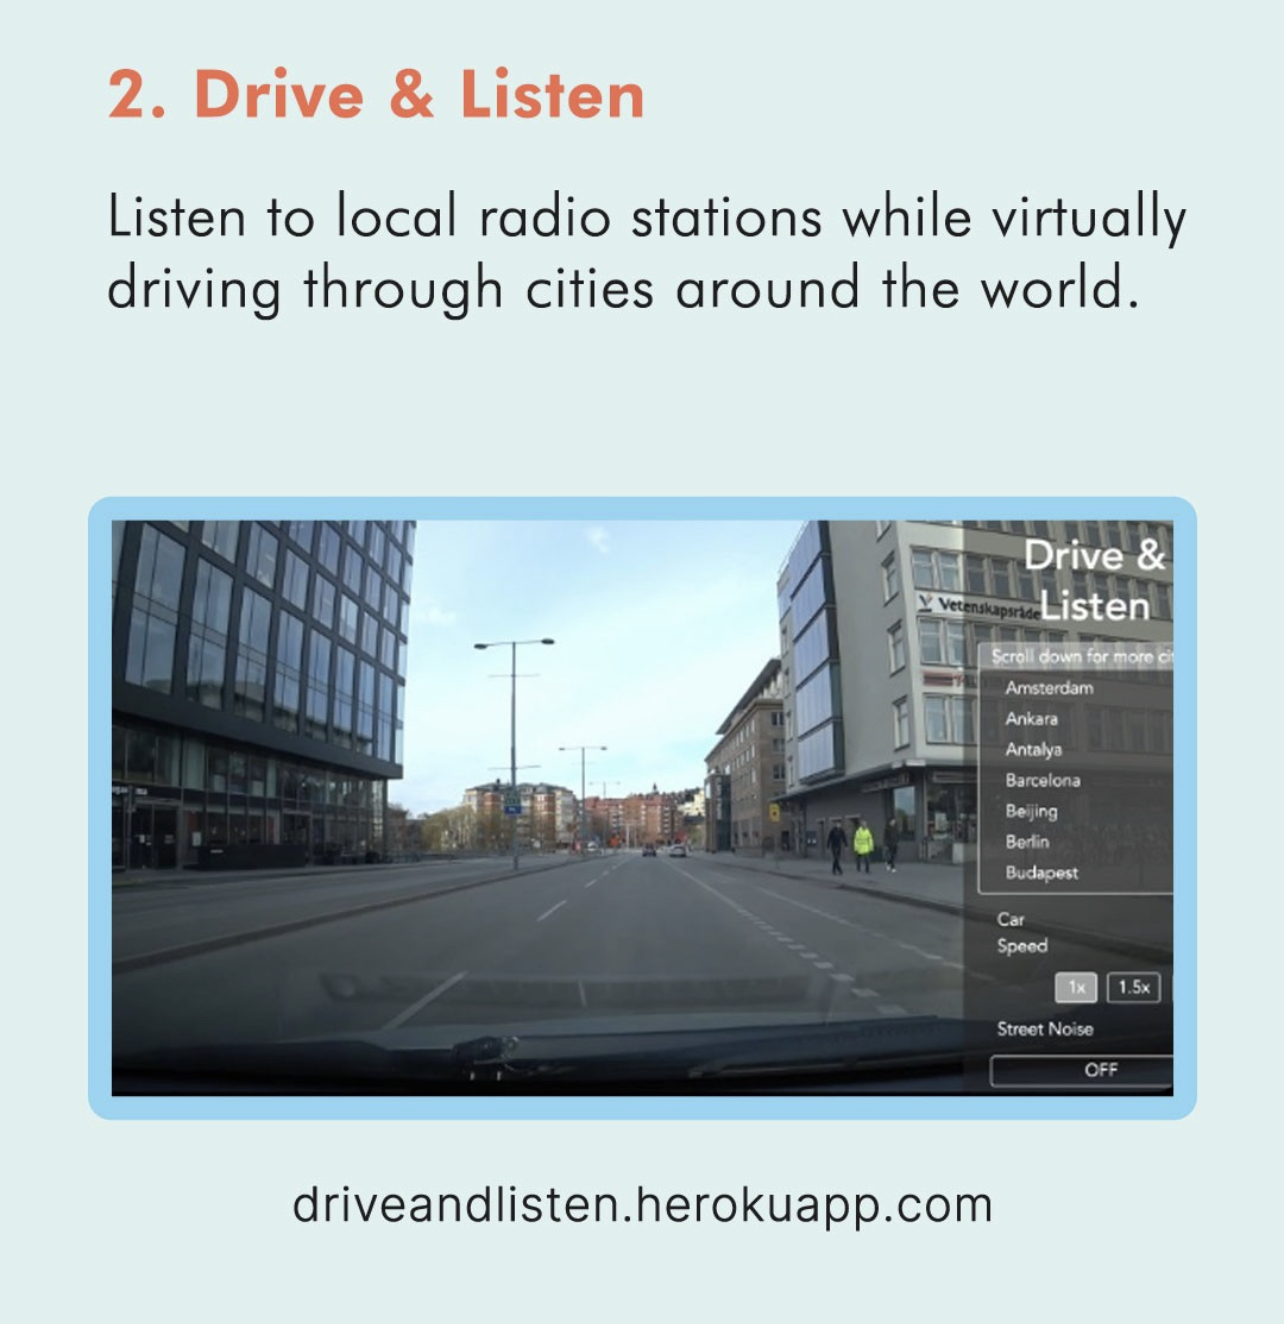 2. Drive & Listen
Listen to local radio stations while virtually
driving through cities around the world.
Drive &
Listen
Vetenskapsråde
Scroll down for more ci
Amsterdam
Ankara
Antalya
Barcelona
Beijing
Berlin
Budapest
Car
Speed
1x
1.5x
Street Noise
OFF
driveandlisten.herokuapp.com